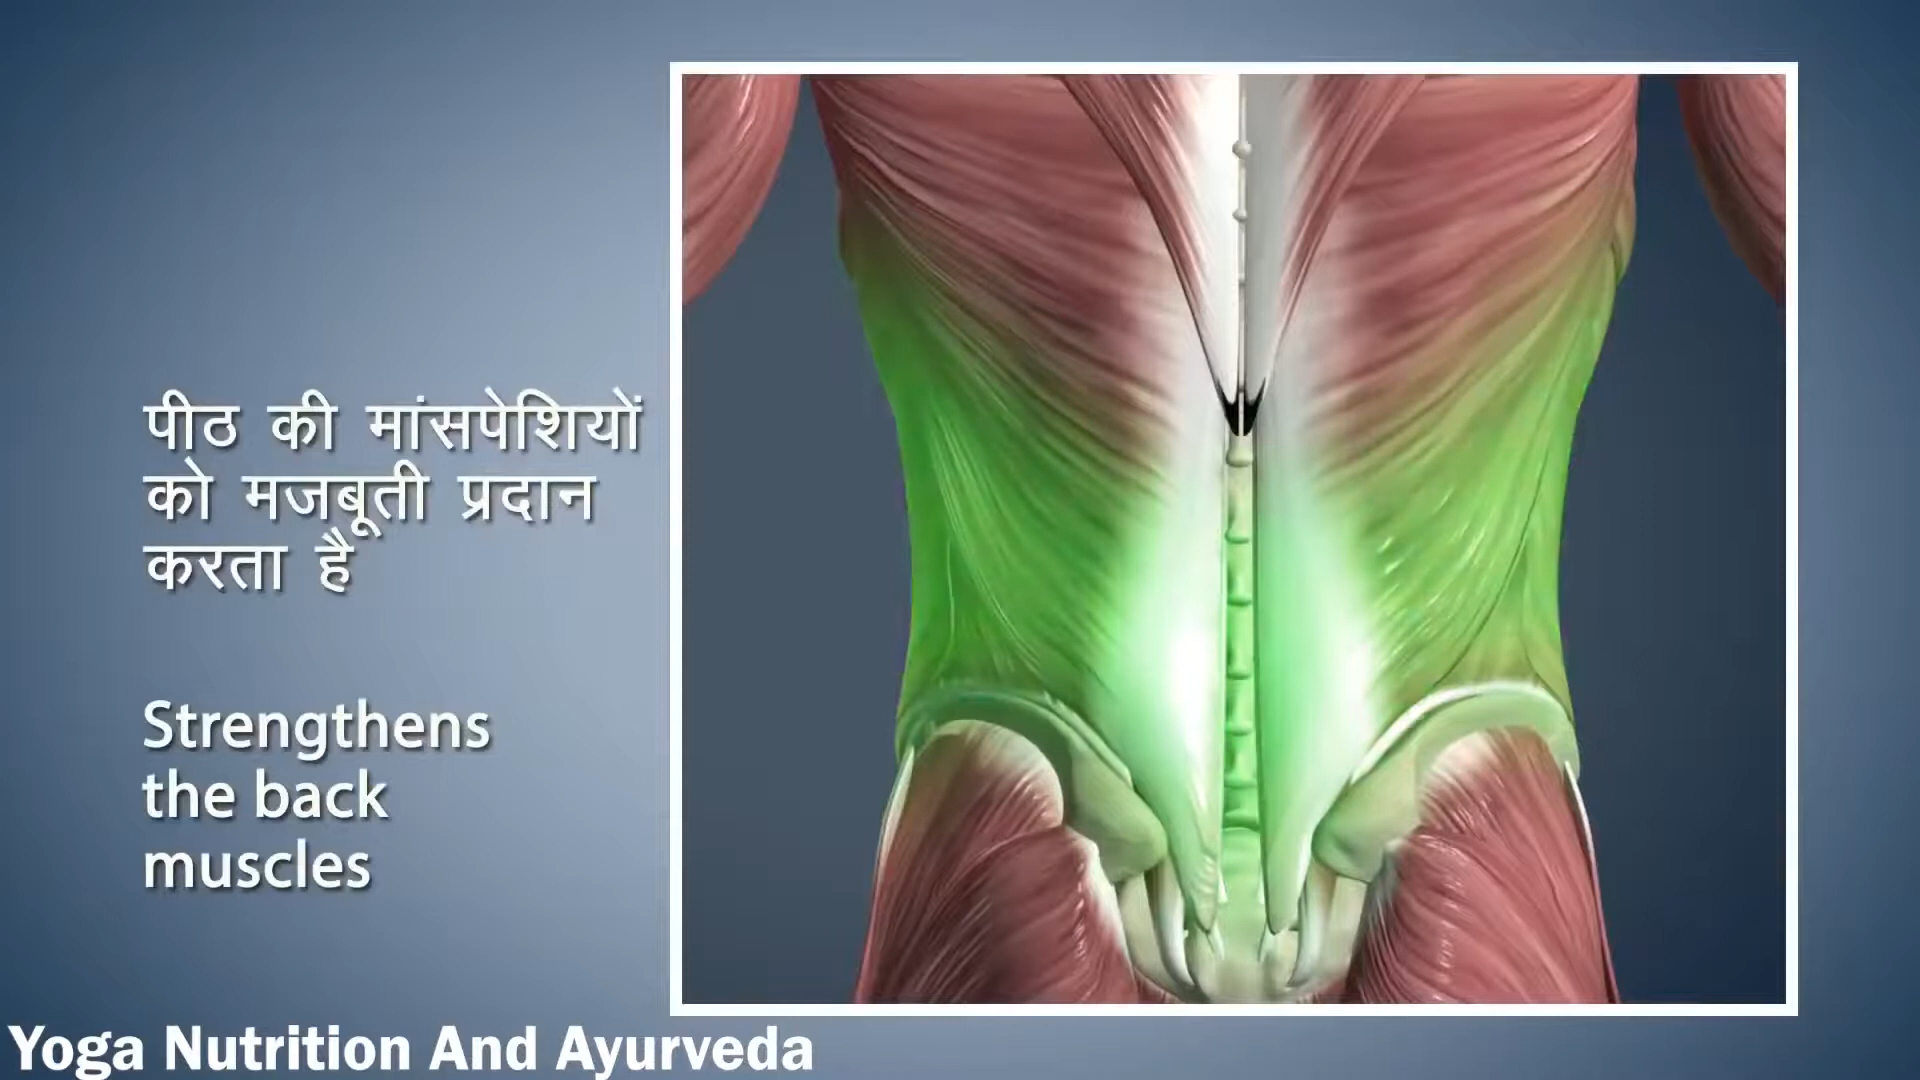 पीठ की मांसपेशियों
को मजबूती प्रदान
करता है
Strengthens
the back
muscles
Yoga Nutrition And Ayurveda